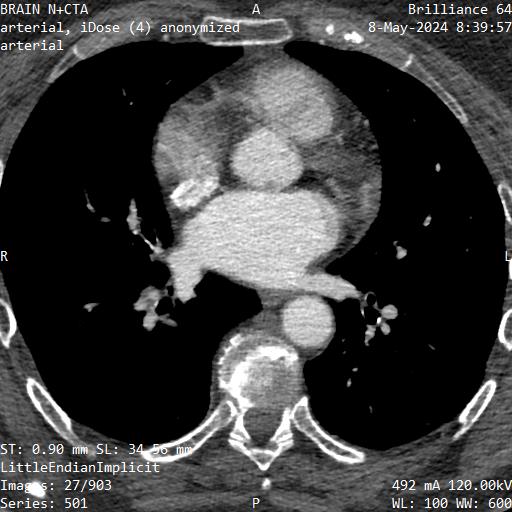 BRAIN N+CTA
A
Brilliance 64
arterial, iDose (4) anonymized
8-May-2024 8:39:57
arterial
R
L
ST: 0.90 mm SL: 34.56 mm
LittleEndianImplicit
Images: 27/903
492 mA 120.00kV
Series: 501
P
WL: 100 WW: 600